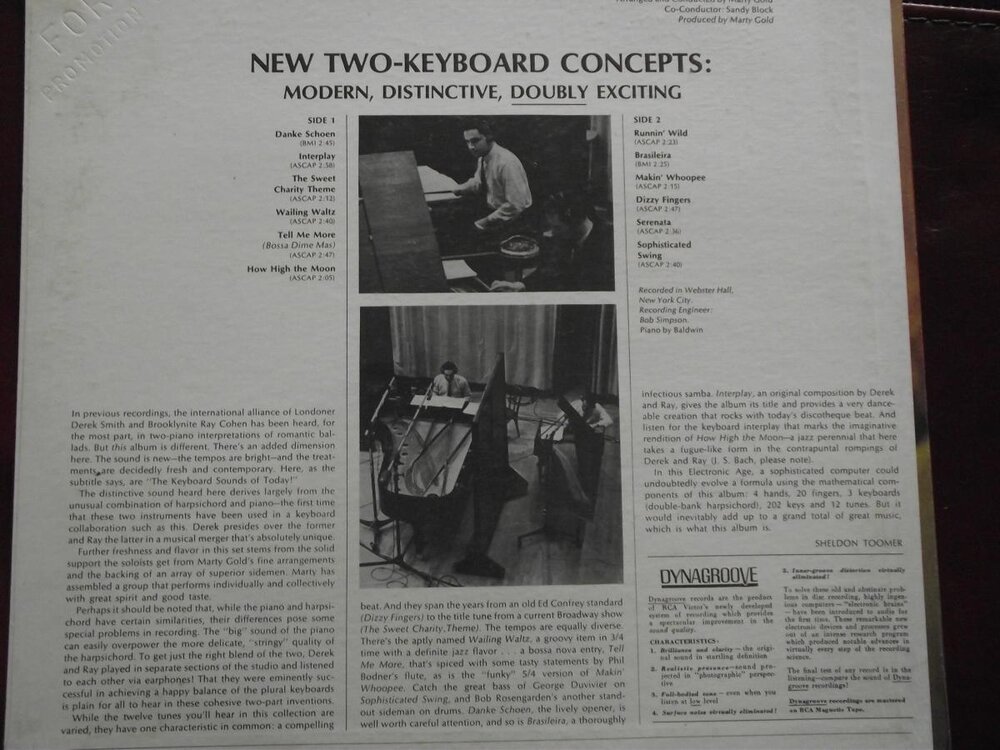 FOR
PROMOTION
Arranged and Conducted by Marty Gold
Co-Conductor: Sandy Block
Produced by Marty Gold
NEW TWO-KEYBOARD CONCEPTS:
MODERN, DISTINCTIVE, DOUBLY EXCITING
SIDE 1
Danke Schoen
(BMI 2:45)
Interplay
(ASCAP 2:58)
The Sweet
Charity Theme
(ASCAP 2:12)
Wailing Waltz
(ASCAP 2:40)
Tell Me More
(Bossa Dime Mas)
(ASCAP 2:47)
How High the Moon
(ASCAP 2:05)
SIDE 2
Runnin' Wild
(ASCAP 2:23)
Brasileira
(BMI 2:25)
Makin' Whoopee
(ASCAP 2:15)
Dizzy Fingers
(ASCAP 2:47)
Serenata
(ASCAP 2:36)
Sophisticated
Swing
(ASCAP 2:40)
Recorded in Webster Hall,
New York City.
Recording Engineer:
Bob Simpson.
Piano by Baldwin
In previous recordings, the international alliance of Londoner
Derek Smith and Brooklynite Ray Cohen has been heard, for
the most part, in two-piano interpretations of romantic bal-
lads. But this album is different. There's an added dimension
here. The sound is new—the tempos are bright—and the treat-
ments are decidedly fresh and contemporary. Here, as the
subtitle says, are "The Keyboard Sounds of Today!"
The distinctive sound heard here derives largely from the
unusual combination of harpsichord and piano—the first time
that these two instruments have been used in a keyboard
collaboration such as this. Derek presides over the former
and Ray the latter in a musical merger that's absolutely unique.
Further freshness and flavor in this set stems from the solid
support the soloists get from Marty Gold's fine arrangements
and the backing of an array of superior sidemen. Marty has
assembled a group that performs individually and collectively
with great spirit and good taste.
Perhaps it should be noted that, while the piano and harpsi-
chord have certain similarities, their differences pose some
special problems in recording. The "big" sound of the piano
can easily overpower the more delicate, "stringy" quality of
the harpsichord. To get just the right blend of the two, Derek
and Ray played in separate sections of the studio and listened
to each other via earphones! That they were eminently suc-
cessful in achieving a happy balance of the plural keyboards
is plain for all to hear in these cohesive two-part inventions.
While the twelve tunes you'll hear in this collection are
varied, they have one characteristic in common: a compelling
beat. And they span the years from an old Ed Confrey standard
(Dizzy Fingers) to the title tune from a current Broadway show
(The Sweet Charity Theme). The tempos are equally diverse.
There's the aptly named Wailing Waltz, a groovy item in 3/4
time with a definite jazz flavor . . . a bossa nova entry, Tell
Me More, that's spiced with some tasty statements by Phil
Bodner's flute, as is the "funky" 5/4 version of Makin'
Whoopee. Catch the great bass of George Duvivier on
Sophisticated Swing, and Bob Rosengarden's another stand-
out sideman on drums. Danke Schoen, the lively opener, is
well worth careful attention, and so is Brasileira, a thoroughly
infectious samba. Interplay, an original composition by Derek
and Ray, gives the album its title and provides a very dance-
able creation that rocks with today's discotheque beat. And
listen for the keyboard interplay that marks the imaginative
rendition of How High the Moon—a jazz perennial that here
takes a fugue-like form in the contrapuntal rompings of
Derek and Ray (J. S. Bach, please note).
In this Electronic Age, a sophisticated computer could
undoubtedly evolve a formula using the mathematical com-
ponents of this album: 4 hands, 20 fingers, 3 keyboards
(double-bank harpsichord), 202 keys and 12 tunes. But it
would inevitably add up to a grand total of great music,
which is what this album is.
SHELDON TOOMER
DYNAGROOVE
Dynagroove records are the product
of RCA Victor's newly developed
system of recording which provides
a spectacular improvement in the
sound quality.
CHARACTERISTICS:
1. Brilliance and clarity—the origi-
nal sound in startling definition
2. Realistic presence—sound pro-
jected in "photographic" perspec-
tive
3. Full-bodied tone—even when you
listen at low level
4. Surface noise virtually eliminated!
5. Inner-groove distortion virtually
eliminated!
To solve these old and obstinate prob-
lems in disc recording, highly ingen-
ious computers—"electronic brains"
—have been introduced to audio for
the first time. These remarkable new
electronic devices and processes grew
out of an intense research program
which produced notable advances in
virtually every step of the recording
science.
The final test of any record is in the
listening—compare the sound of Dyna-
groove recordings!
Dynagroove recordings are mastered
on RCA Magnetic Tape.